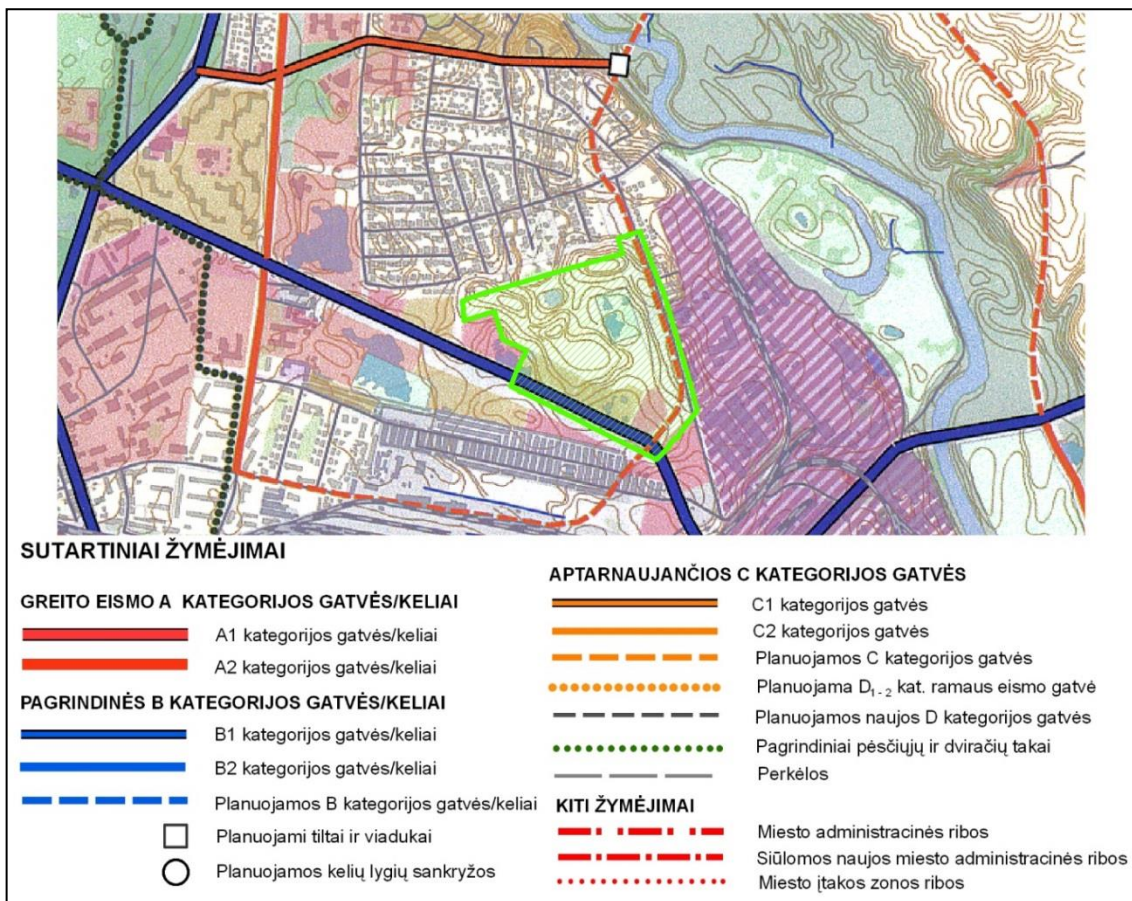 SUTARTINIAI ŽYMĖJIMAI
GREITO EISMO A KATEGORIJOS GATVĖS/KELIAI
A1 kategorijos gatvės/keliai
A2 kategorijos gatvės/keliai
PAGRINDINĖS B KATEGORIJOS GATVĖS/KELIAI
B1 kategorijos gatvės/keliai
B2 kategorijos gatvės/keliai
Planuojamos B kategorijos gatvės/keliai
Planuojami tiltai ir viadukai
Planuojamos kelių lygių sankryžos
APTARNAUJANČIOS C KATEGORIJOS GATVĖS
C1 kategorijos gatvės
C2 kategorijos gatvės
Planuojamos C kategorijos gatvės
Planuojama D1-2 kat. ramaus eismo gatvė
Planuojamos naujos D kategorijos gatvės
Pagrindiniai pėsčiųjų ir dviračių takai
Perkėlos
KITI ŽYMĖJIMAI
Miesto administracinės ribos
Siūlomos naujos miesto administracinės ribos
Miesto įtakos zonos ribos